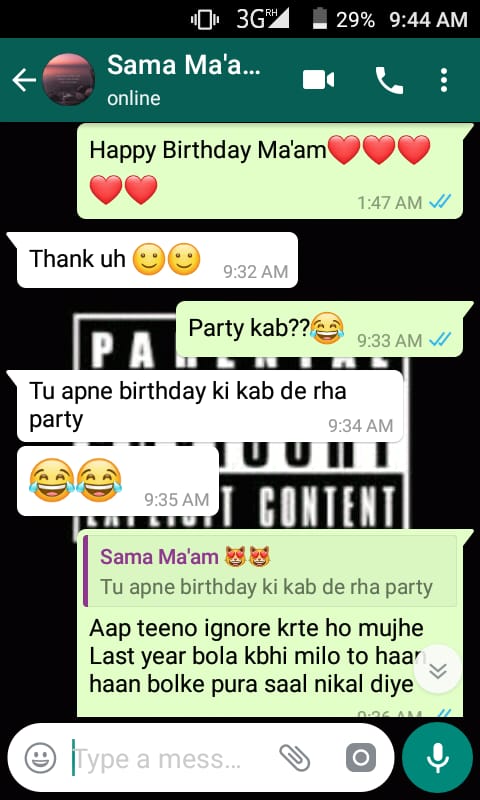 3G RH 29% 9:44 AM
Sama Ma'a...
online
Happy Birthday Ma'am❤️❤️❤️
❤️❤️
1:47 AM
Thank uh 🙂🙂
9:32 AM
Party kab??😂
9:33 AM
Tu apne birthday ki kab de rha
party
9:34 AM
😂😂
9:35 AM
CONTENT
Sama Ma'am 😻😻
Tu apne birthday ki kab de rha party
Aap teeno ignore krte ho mujhe
Last year bola kbhi milo to haan
haan bolke pura saal nikal diye
9:36 AM
Type a mess...